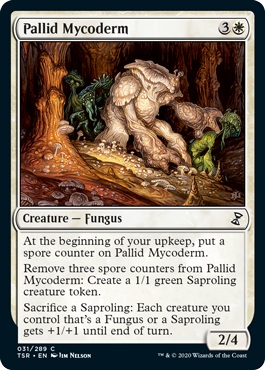 Pallid Mycoderm 3
Creature — Fungus
At the beginning of your upkeep, put a
spore counter on Pallid Mycoderm.
Remove three spore counters from Pallid
Mycoderm: Create a 1/1 green Saproling
creature token.
Sacrifice a Saproling: Each creature you
control that's a Fungus or a Saproling
gets +1/+1 until end of turn.
2/4
031/289 C
TSR • EN Jim Nelson ™ & © 2020 Wizards of the Coast